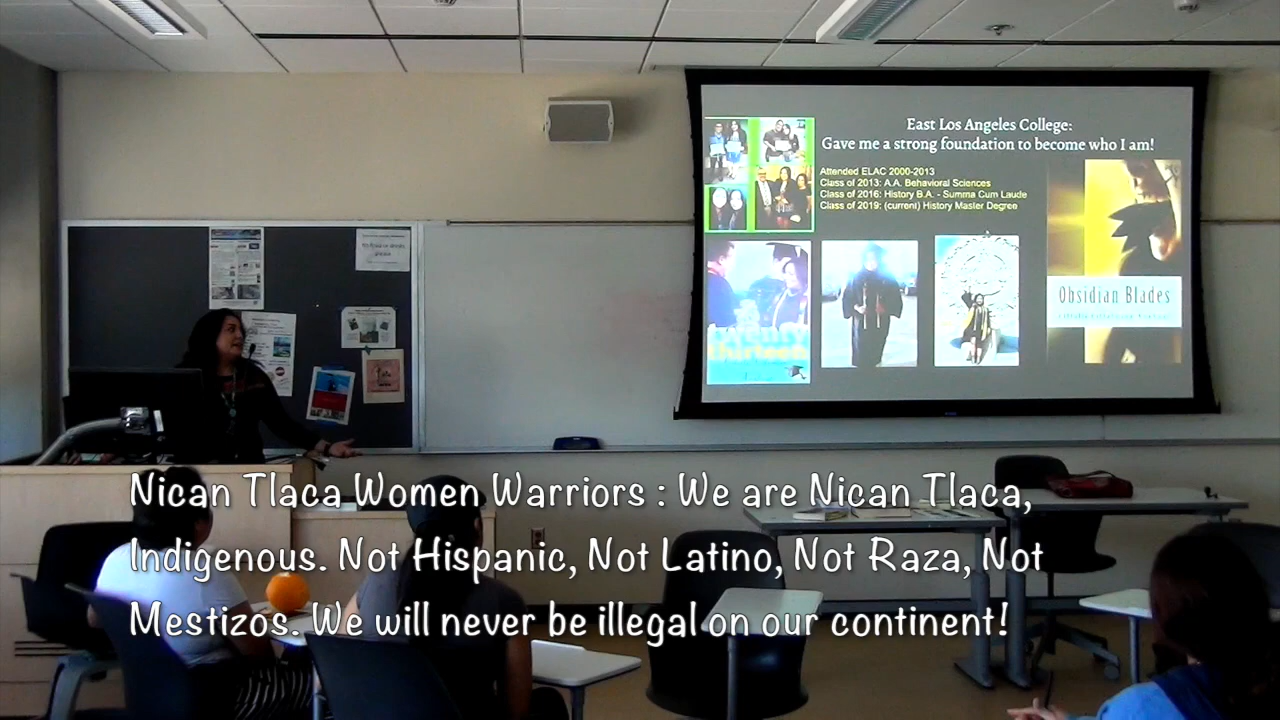 East Los Angeles College:
Gave me a strong foundation to become who I am!
Attended ELAC 2000-2013
Class of 2013: A.A. Behavioral Sciences
Class of 2016: History B.A. - Summa Cum Laude
Class of 2019: (current) History Master Degree
twenty
thirteen
Obsidian Blades
Nican Tlaca Women Warriors : We are Nican Tlaca,
Indigenous. Not Hispanic, Not Latino, Not Raza, Not
Mestizos. We will never be illegal on our continent!